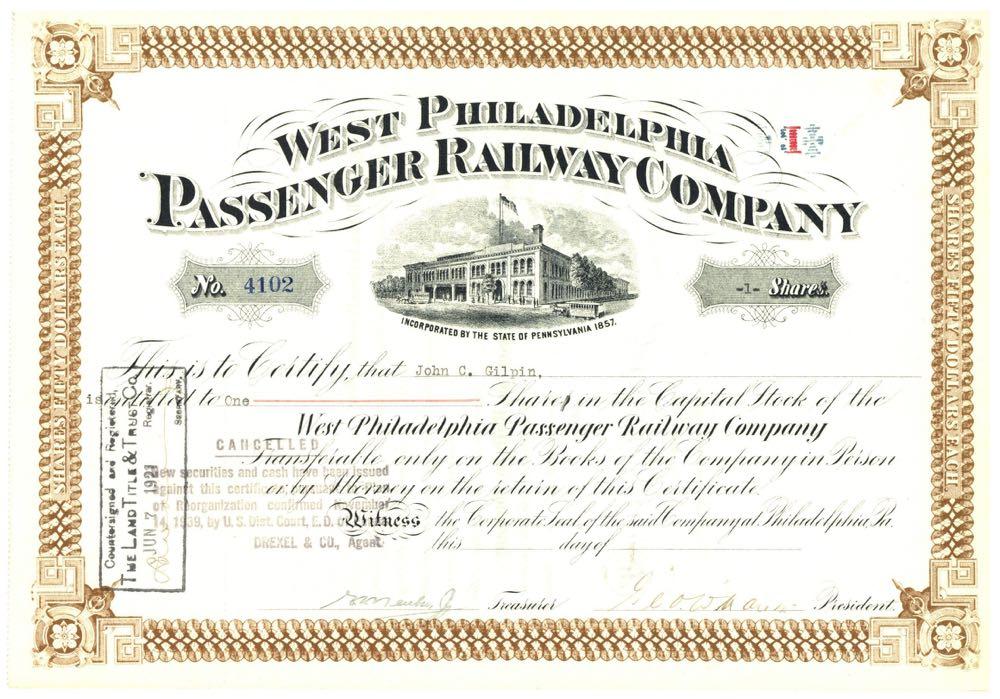 WEST PHILADELPHIA
PASSENGER RAILWAY COMPANY
No. 4102
-1- Shares.
INCORPORATED BY THE STATE OF PENNSYLVANIA 1857.
This is to Certify, that John C. Gilpin,
is entitled to One Shares in the Capital Stock of the
West Philadelphia Passenger Railway Company
Transferable only on the Books of the Company in Person
or by Attorney on the return of this Certificate.
Witness the Corporate Seal of the said Company at Philadelphia Pa.
this day of
Treasurer
President.
SHARES FIFTY DOLLARS EACH
SHARES FIFTY DOLLARS EACH
Countersigned and Registered,
THE LAND TITLE & TRUST CO.
Registrar.
JUN 7
SECRETARY
CANCELLED
New securities and cash have been issued
against this certificate, pursuant to Plan
of Reorganization confirmed November
14, 1939, by U. S. Dist. Court, E. D.
DREXEL & CO., Agent